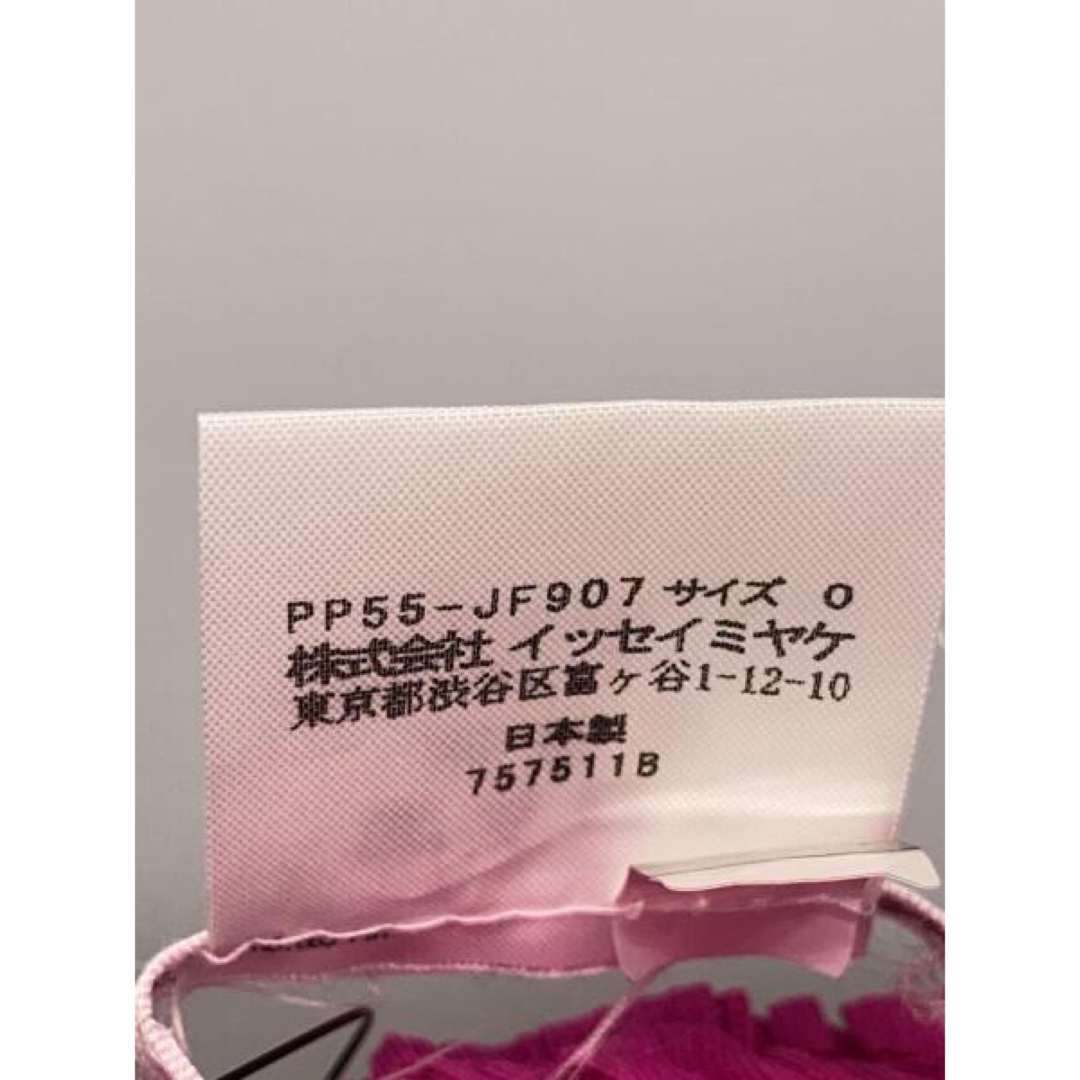 PP55-JF907 サイズ 0
株式会社 イッセイミヤケ
東京都渋谷区富ヶ谷1-12-10
日本製
757511B